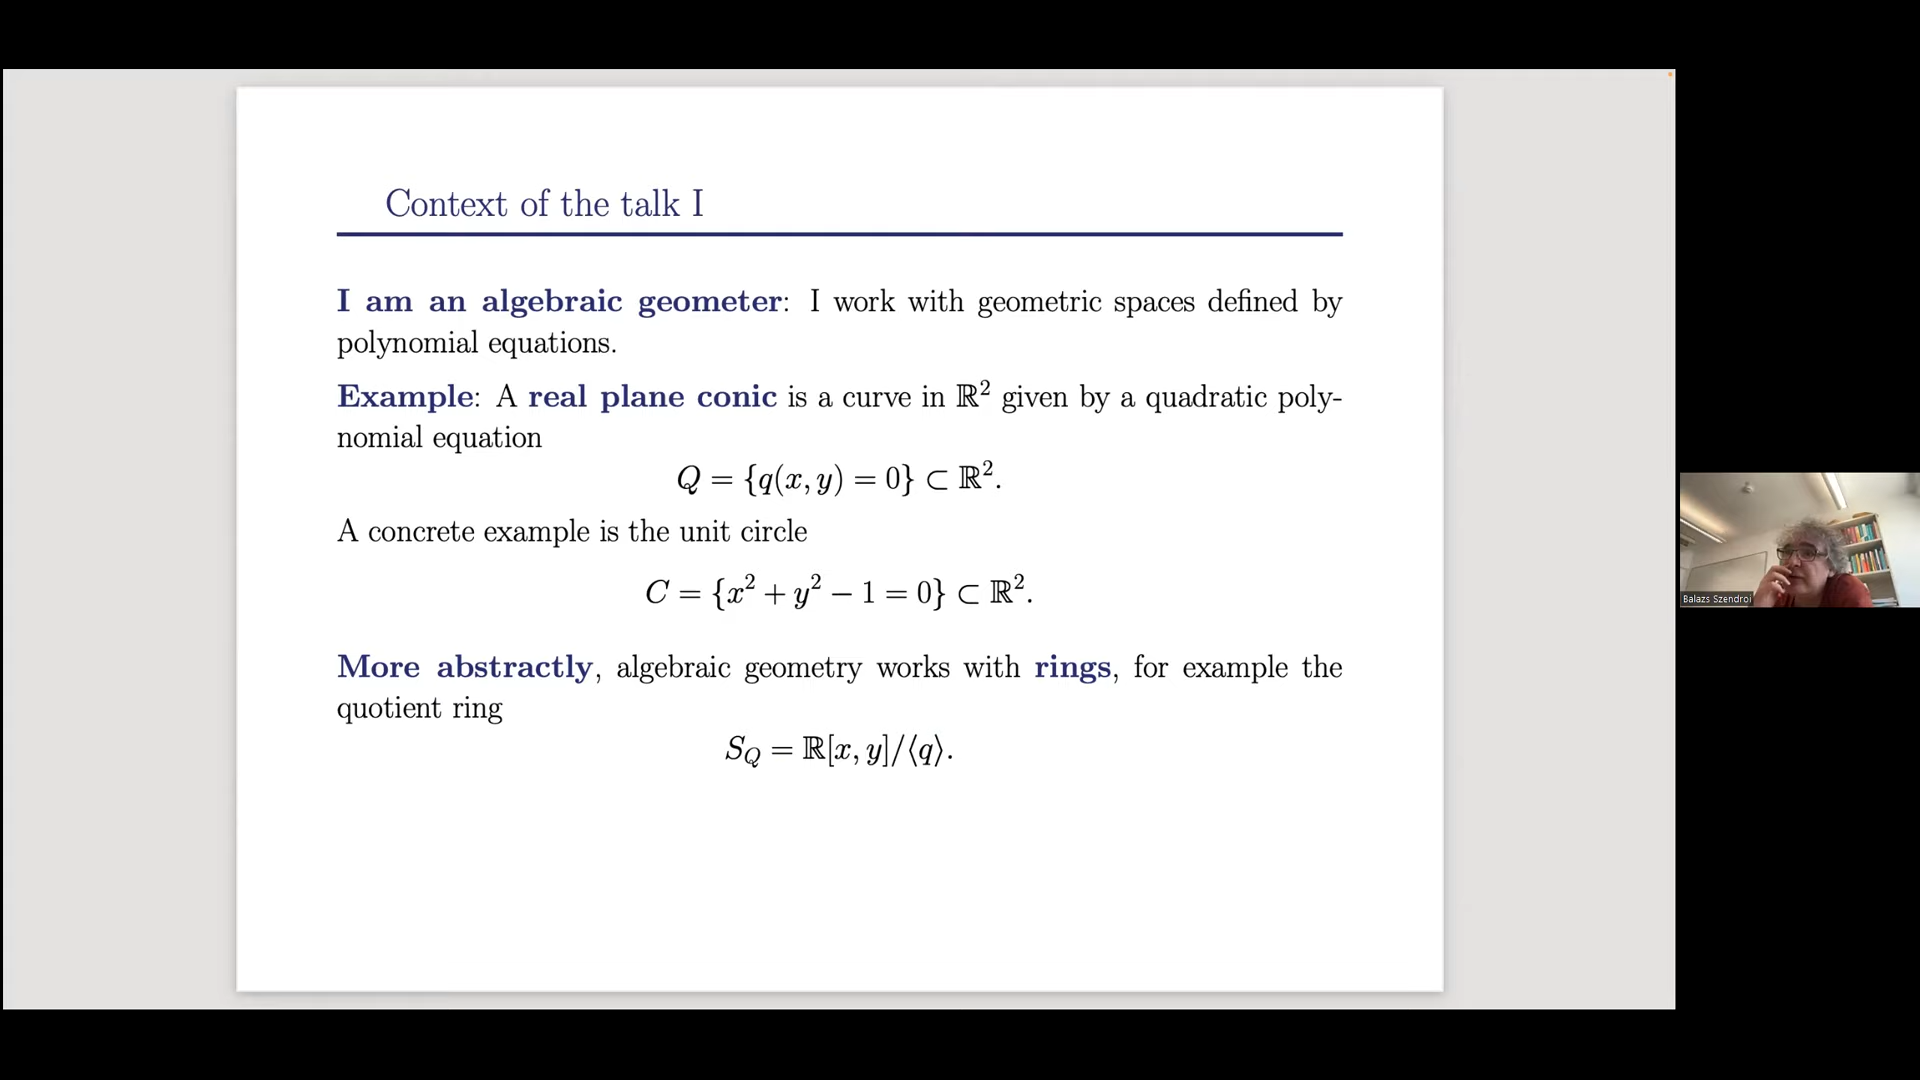 Context of the talk I
I am an algebraic geometer: I work with geometric spaces defined by
polynomial equations.
Example: A real plane conic is a curve in ℝ² given by a quadratic poly-
nomial equation
Q = {q(x, y) = 0} ⊂ ℝ².
A concrete example is the unit circle
C = {x² + y² − 1 = 0} ⊂ ℝ².
More abstractly, algebraic geometry works with rings, for example the
quotient ring
S_Q = ℝ[x, y]/⟨q⟩.
Balazs Szendroi